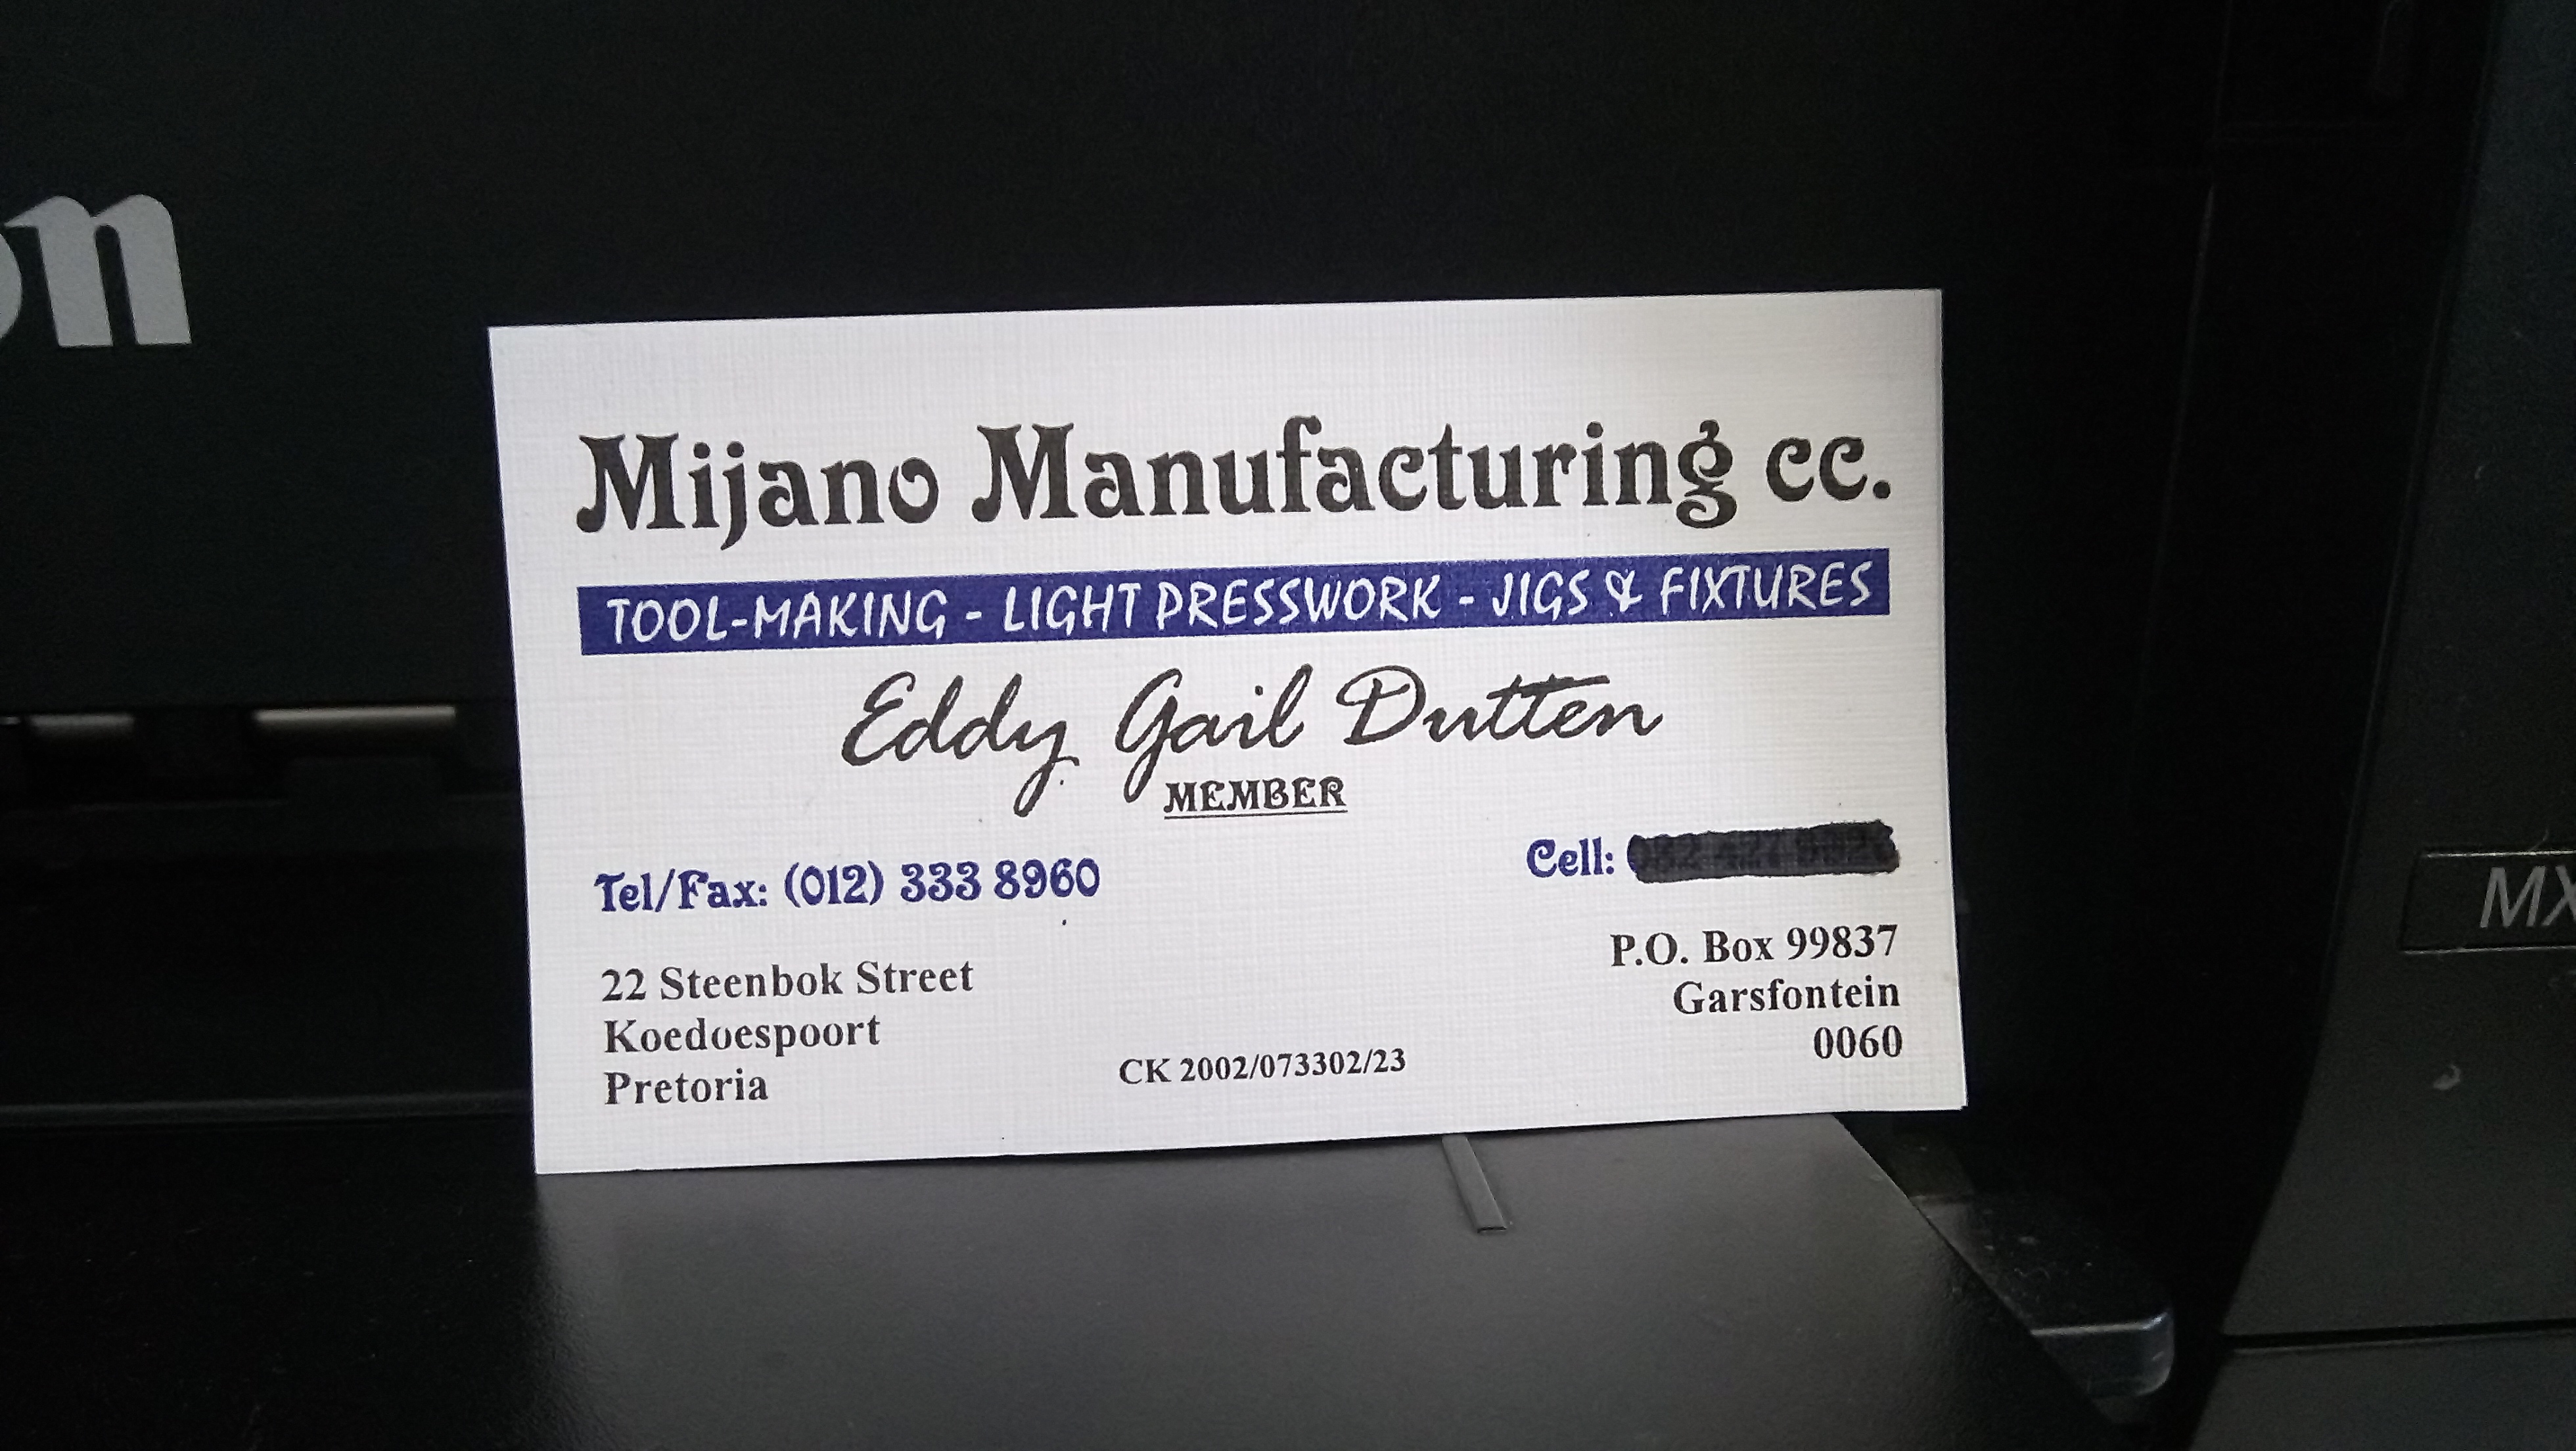 on
Mijano Manufacturing cc.
TOOL-MAKING - LIGHT PRESSWORK - JIGS & FIXTURES
Eddy Gail Dutten
MEMBER
Tel/Fax: (012) 333 8960
Cell:
22 Steenbok Street
Koedoespoort
Pretoria
CK 2002/073302/23
P.O. Box 99837
Garsfontein
0060
MX